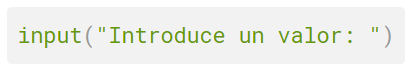 input("Introduce un valor: ")